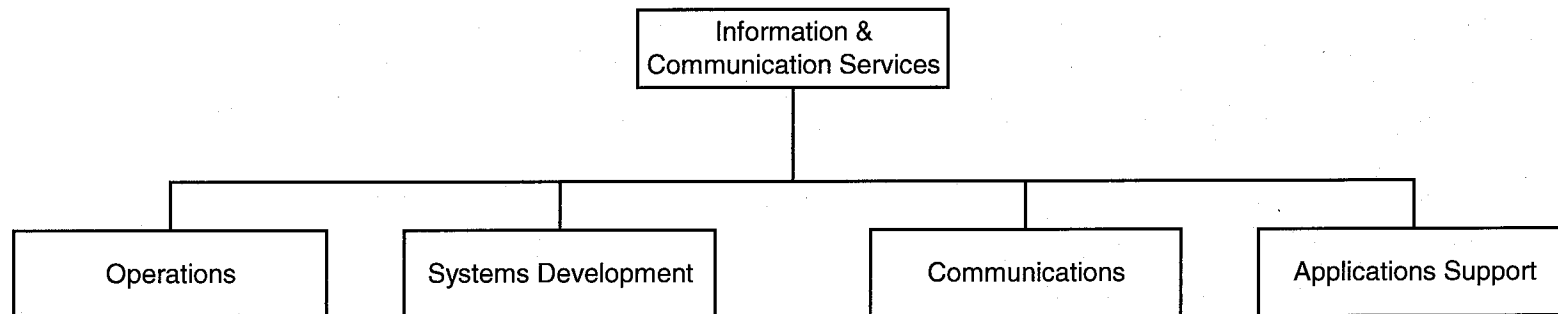 Information &
Communication Services
Operations
Systems Development
Communications
Applications Support